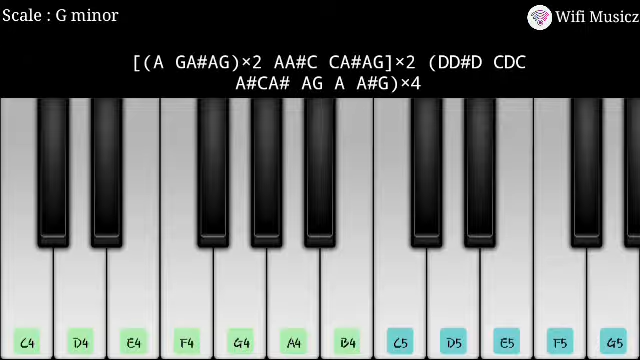 Scale : G minor
Wifi Musicz
[(A GA#AG)×2 AA#C CA#AG]×2 (DD#D CDC
A#CA# AG A A#G)×4
C4 D4 E4 F4 G4 A4 B4 C5 D5 E5 F5 G5